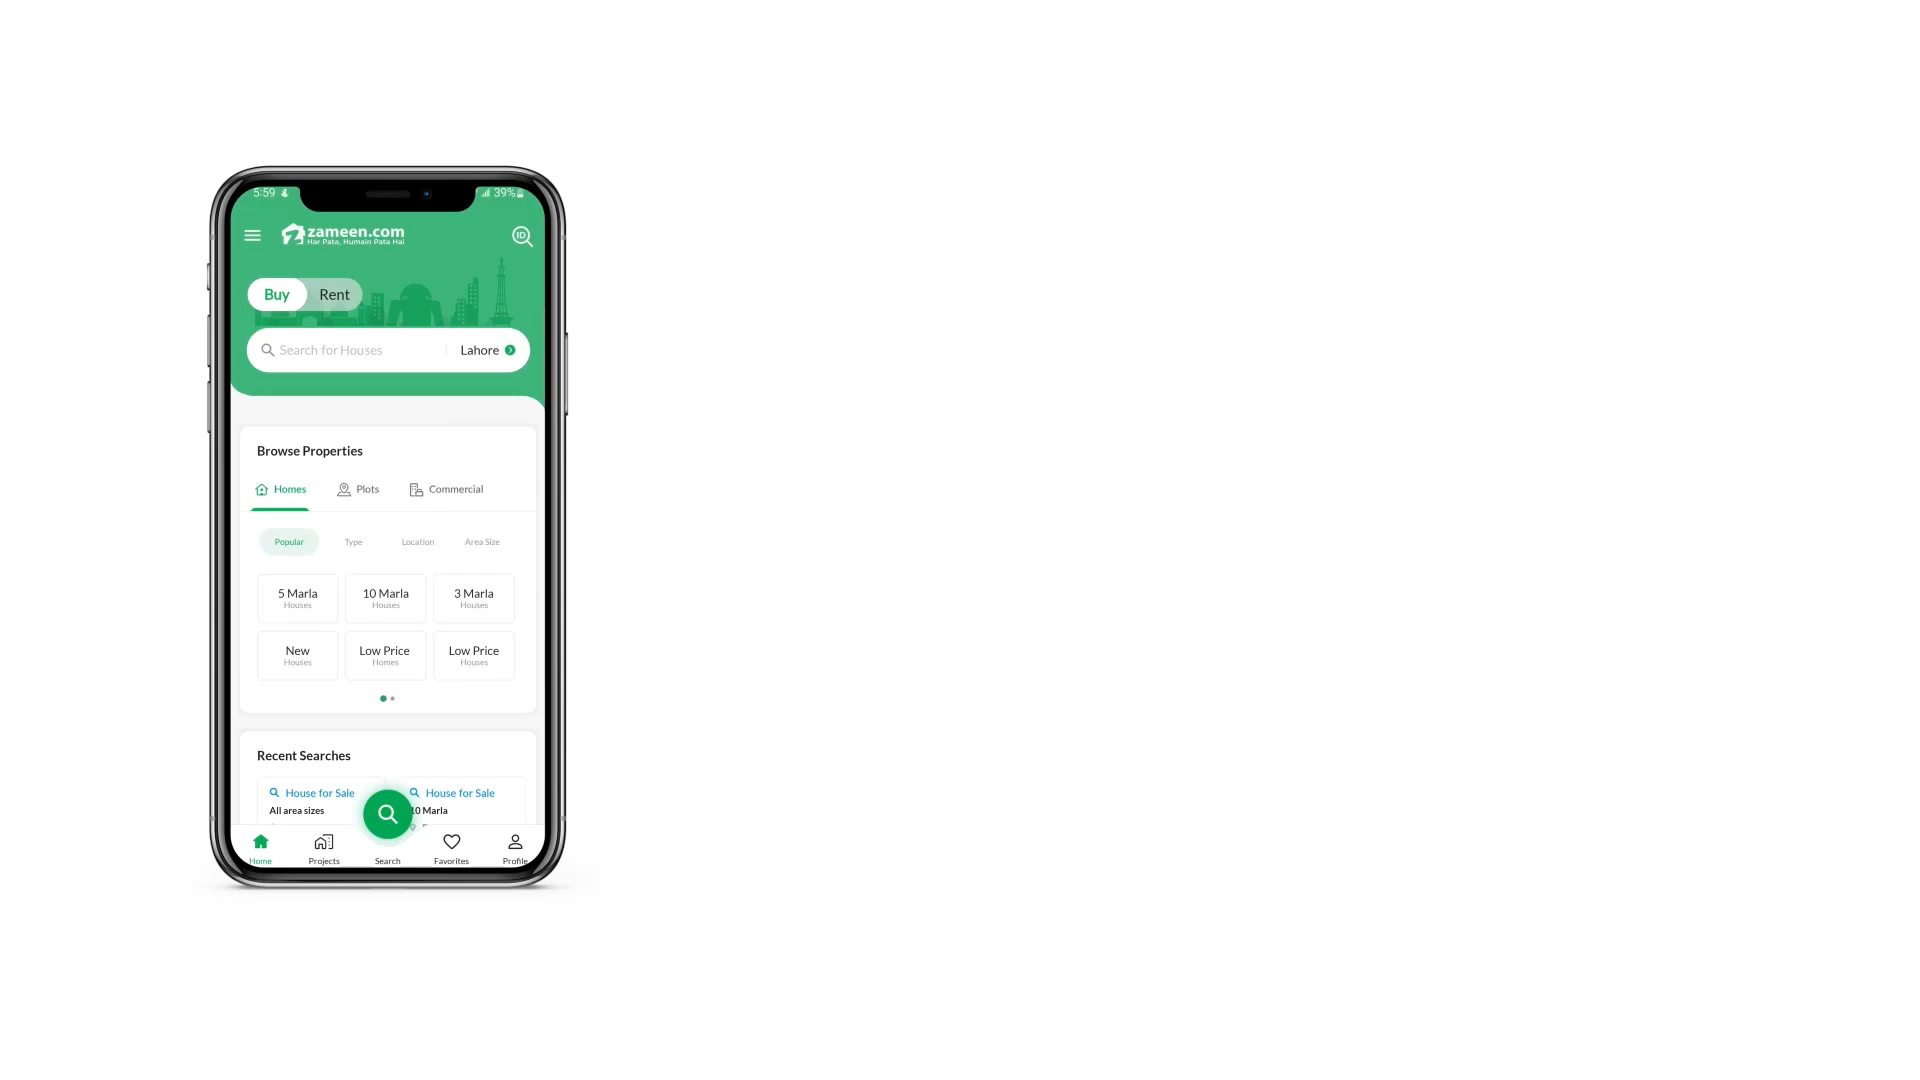 5:59
39%
zameen.com
Har Pata, Humain Pata Hai
ID
Buy Rent
Search for Houses Lahore
Browse Properties
Homes Plots Commercial
Popular Type Location Area Size
5 Marla 10 Marla 3 Marla
Houses Houses Houses
New Low Price Low Price
Houses Homes Houses
Recent Searches
House for Sale House for Sale
All area sizes 10 Marla
Home Projects Search Favorites Profile